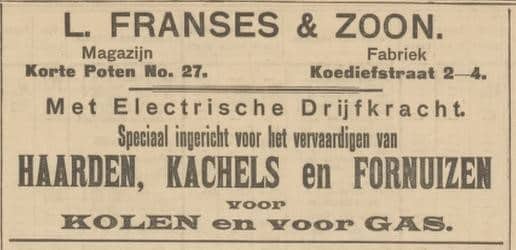 L. FRANSES & ZOON.
Magazijn Fabriek
Korte Poten No. 27. Koediefstraat 2—4.
Met Electrische Drijfkracht.
Speciaal ingericht voor het vervaardigen van
HAARDEN, KACHELS en FORNUIZEN
voor
KOLEN en voor GAS.